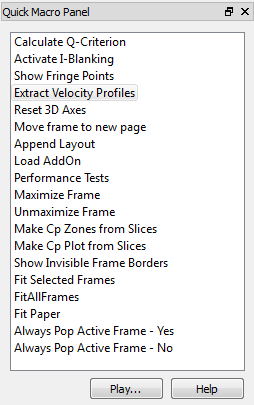 Quick Macro Panel
Calculate Q-Criterion
Activate I-Blanking
Show Fringe Points
Extract Velocity Profiles
Reset 3D Axes
Move frame to new page
Append Layout
Load AddOn
Performance Tests
Maximize Frame
Unmaximize Frame
Make Cp Zones from Slices
Make Cp Plot from Slices
Show Invisible Frame Borders
Fit Selected Frames
FitAllFrames
Fit Paper
Always Pop Active Frame - Yes
Always Pop Active Frame - No
Play... Help